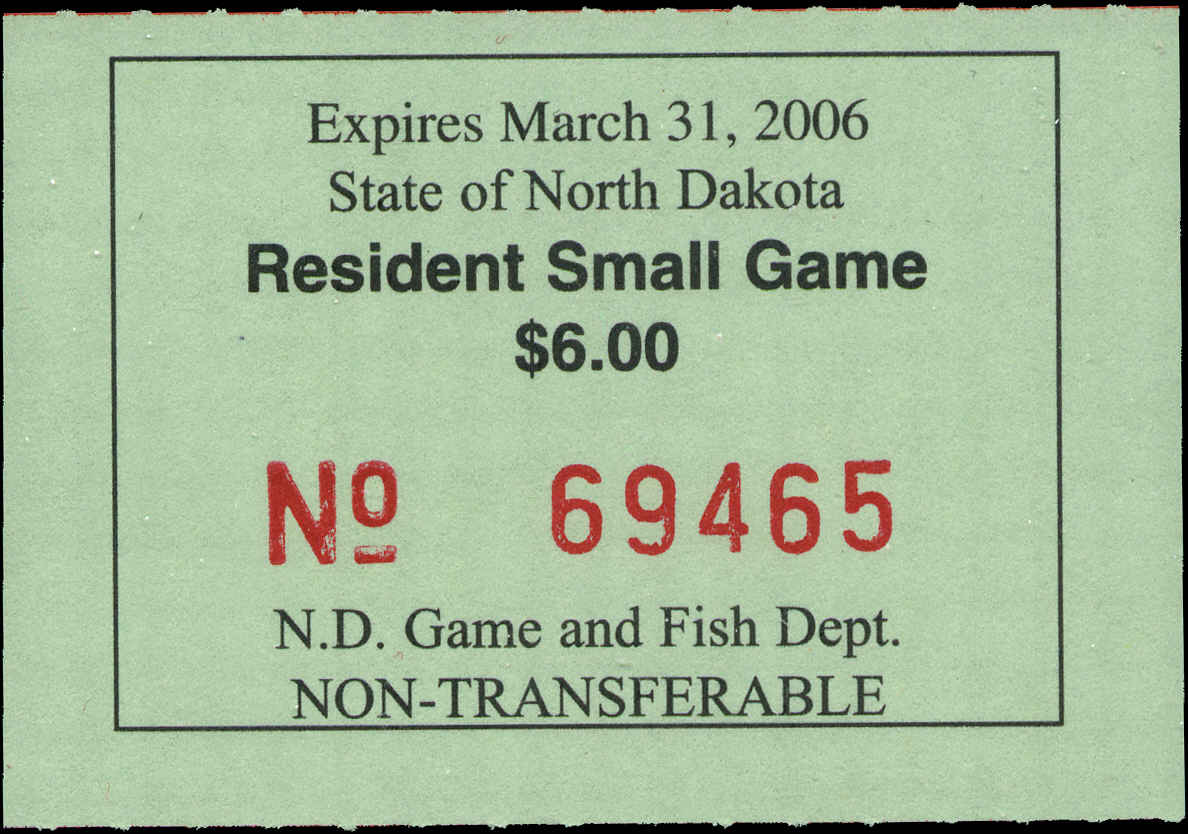 Expires March 31, 2006
State of North Dakota
Resident Small Game
$6.00
Nº 69465
N.D. Game and Fish Dept.
NON-TRANSFERABLE